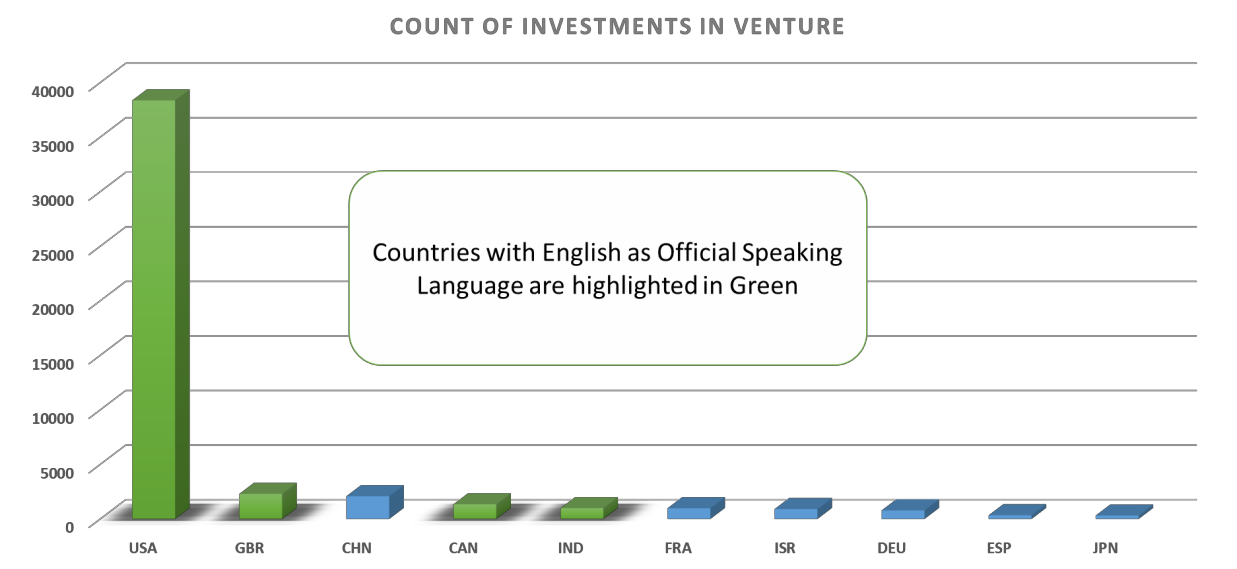 COUNT OF INVESTMENTS IN VENTURE
40000
35000
30000
25000
20000
15000
10000
5000
0
Countries with English as Official Speaking
Language are highlighted in Green
USA GBR CHN CAN IND FRA ISR DEU ESP JPN